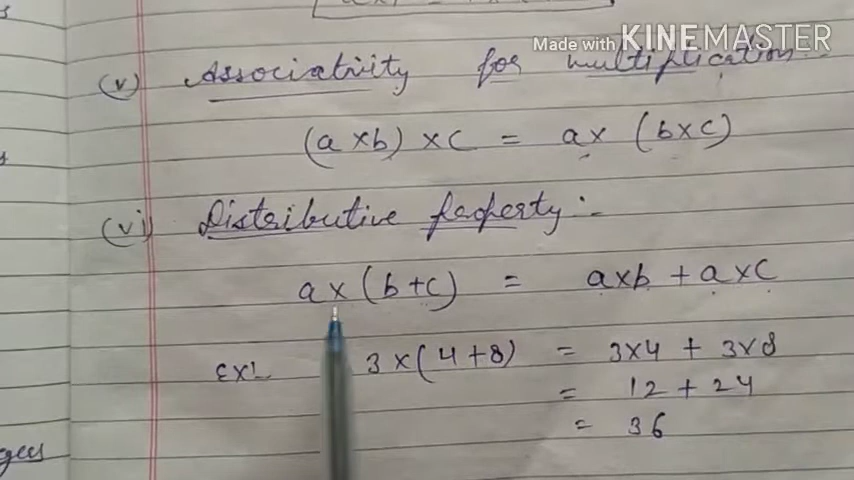 Made with KINEMASTER
(v) Associativity for multiplication :-
(a×b) ×c = a× (b×c)
(vi) Distributive Property :-
a × (b+c) = a×b + a×c
Ex1 3 × (4+8) = 3×4 + 3×8
= 12 + 24
= 36